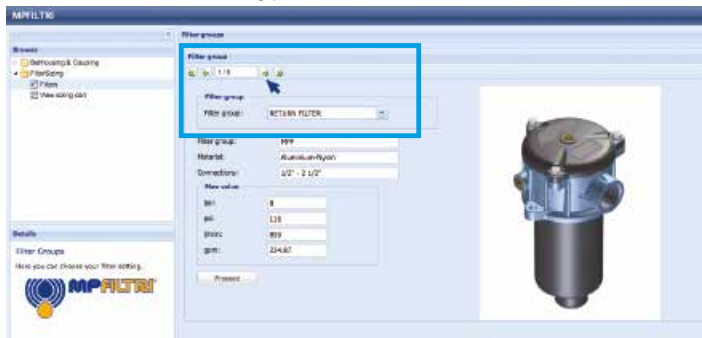 MPFILTRI
Browse
Bellhousing & Coupling
FilterSizing
Filters
View sizing cart
Details
Filter Groups
Here you can choose your filter setting.
MPFILTRI
Filter groups
Filter group
1 / 6
Filter group
Filter group: RETURN FILTER
Filter group: MPF
Material: Aluminium-Nylon
Connections: 1/2" - 2 1/2"
Max value
bar: 8
psi: 116
l/min: 850
gpm: 224.87
Proceed